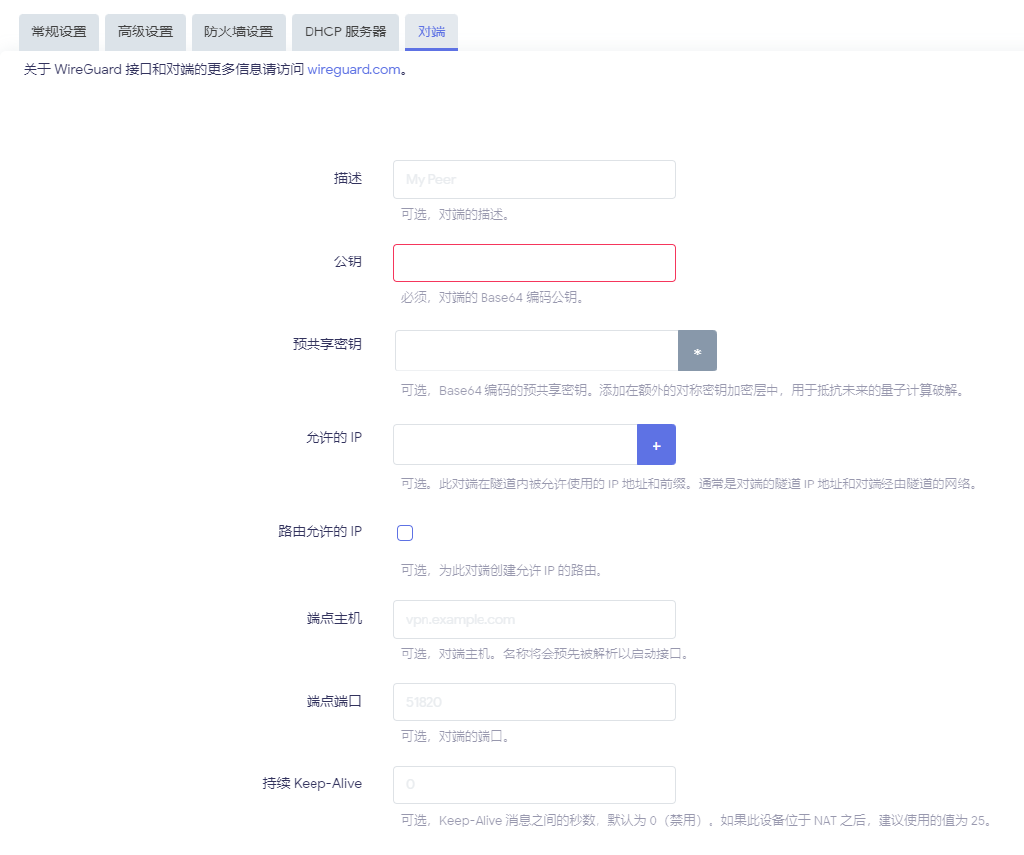 常规设置 高级设置 防火墙设置 DHCP 服务器 对端
关于 WireGuard 接口和对端的更多信息请访问 wireguard.com。
描述 My Peer
可选，对端的描述。
公钥
必须，对端的 Base64 编码公钥。
预共享密钥 *
可选，Base64 编码的预共享密钥。添加在额外的对称密钥加密层中，用于抵抗未来的量子计算破解。
允许的 IP +
可选。此对端在隧道内被允许使用的 IP 地址和前缀。通常是对端的隧道 IP 地址和对端经由隧道的网络。
路由允许的 IP
可选，为此对端创建允许 IP 的路由。
端点主机 vpn.example.com
可选，对端主机。名称将会预先被解析以启动接口。
端点端口 51820
可选，对端的端口。
持续 Keep-Alive 0
可选，Keep-Alive 消息之间的秒数，默认为 0（禁用）。如果此设备位于 NAT 之后，建议使用的值为 25。